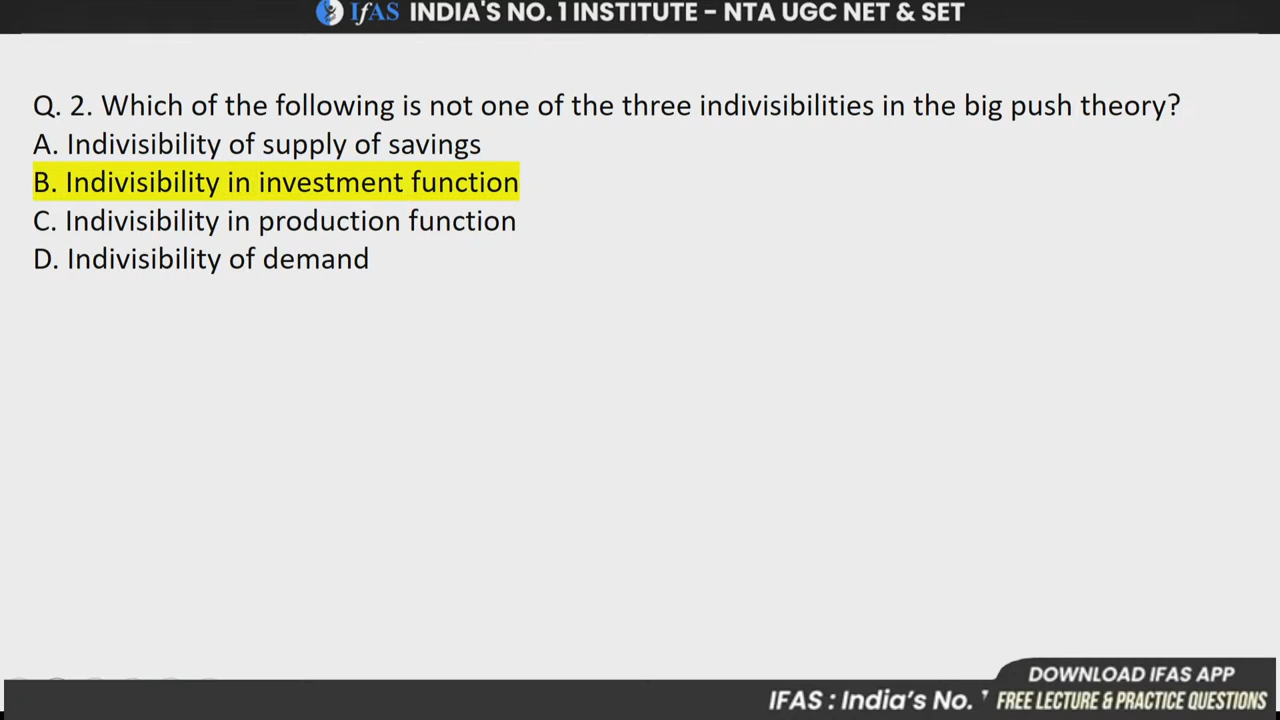 IfAS INDIA'S NO. 1 INSTITUTE – NTA UGC NET & SET
Q. 2. Which of the following is not one of the three indivisibilities in the big push theory?
A. Indivisibility of supply of savings
B. Indivisibility in investment function
C. Indivisibility in production function
D. Indivisibility of demand
DOWNLOAD IFAS APP
IFAS : India's No.
FREE LECTURE & PRACTICE QUESTIONS